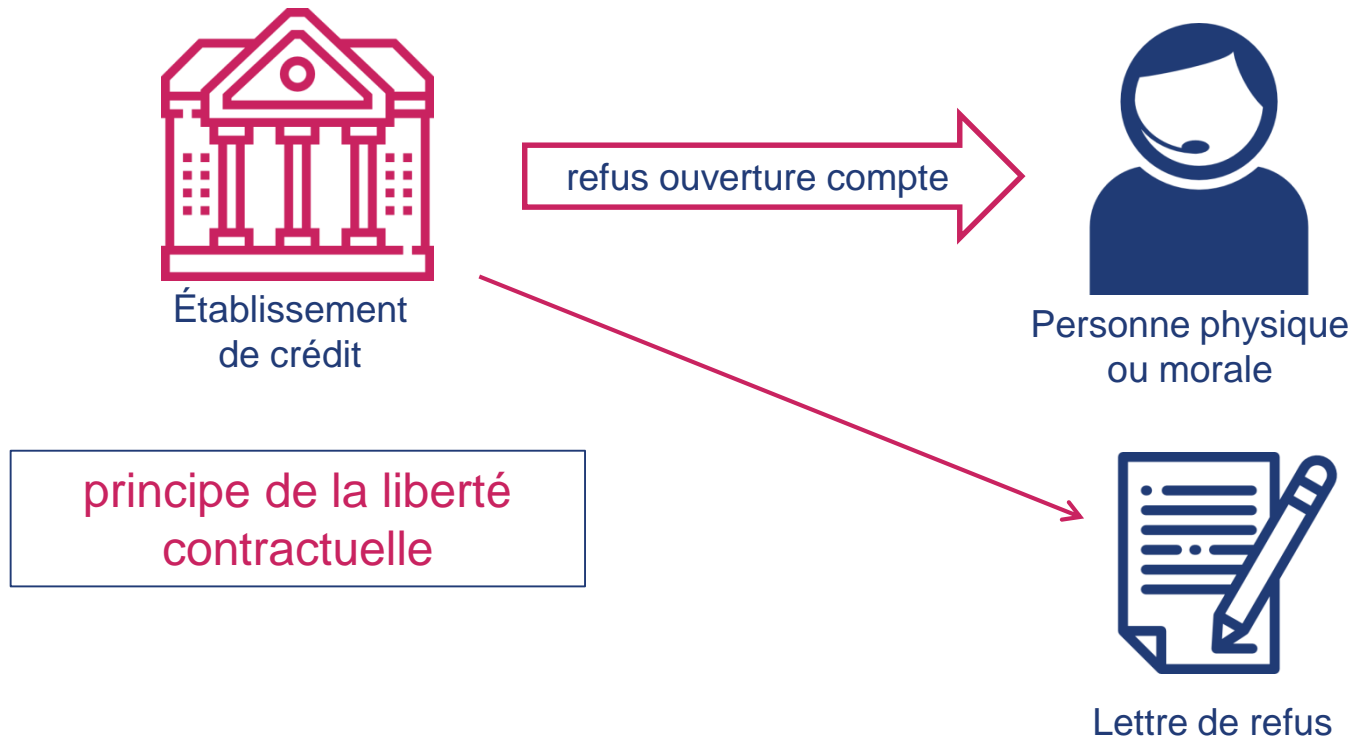 refus ouverture compte
Établissement
de crédit
Personne physique
ou morale
principe de la liberté
contractuelle
Lettre de refus